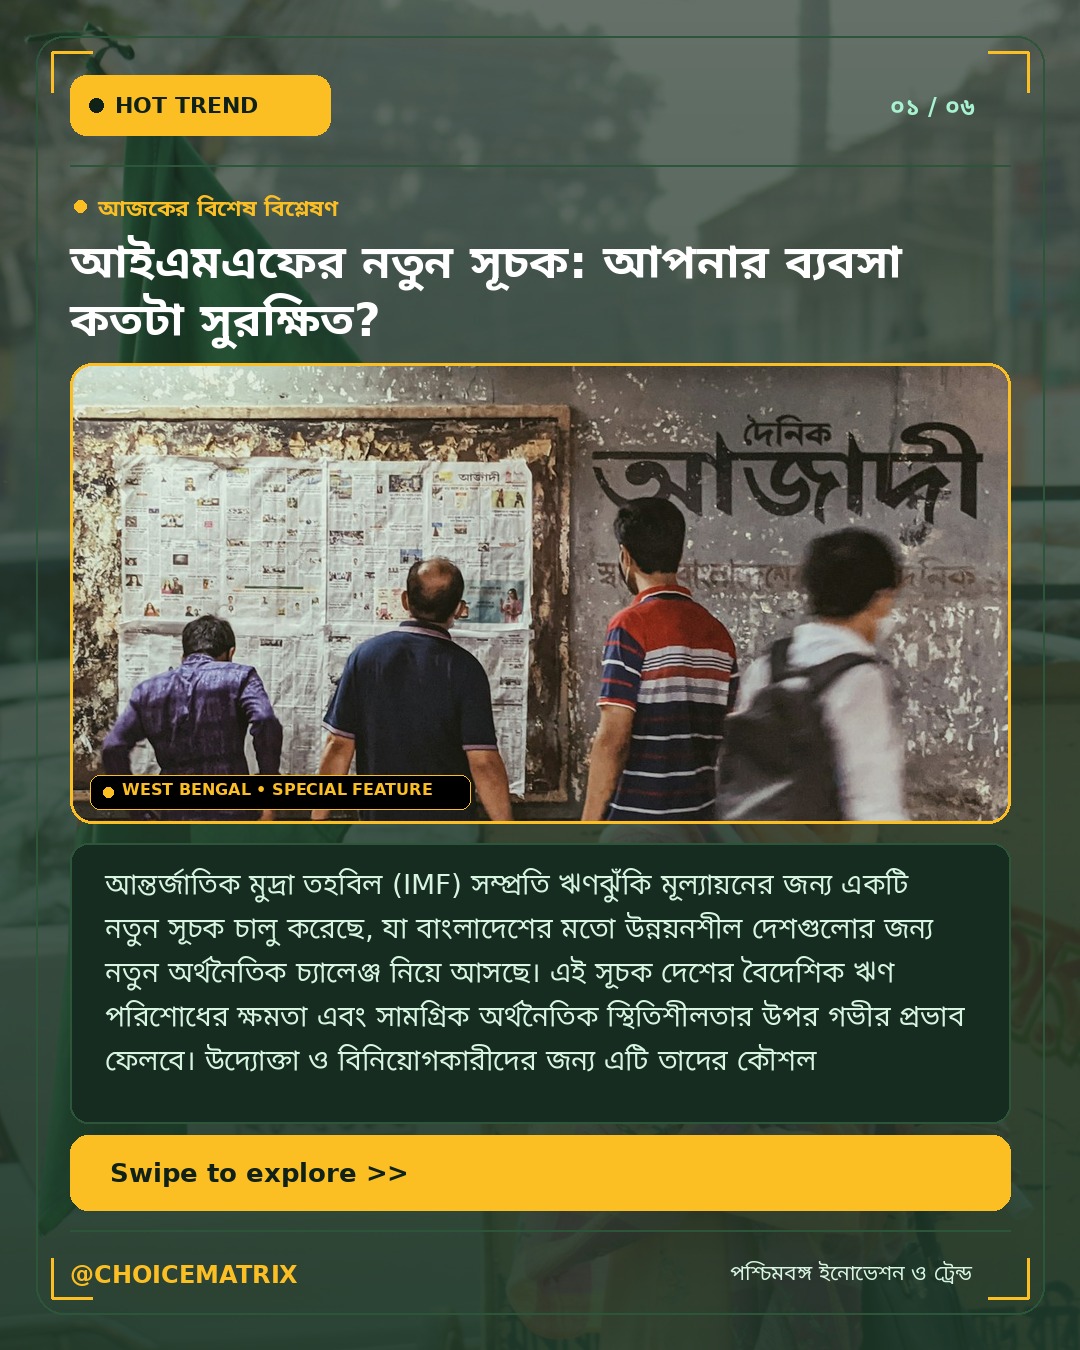 HOT TREND
০১ / ০৬
আজকের বিশেষ বিশ্লেষণ
আইএমএফের নতুন সূচক: আপনার ব্যবসা
কতটা সুরক্ষিত?
দৈনিক
আজাদী
আজাদী
WEST BENGAL • SPECIAL FEATURE
আন্তর্জাতিক মুদ্রা তহবিল (IMF) সম্প্রতি ঋণঝুঁকি মূল্যায়নের জন্য একটি
নতুন সূচক চালু করেছে, যা বাংলাদেশের মতো উন্নয়নশীল দেশগুলোর জন্য
নতুন অর্থনৈতিক চ্যালেঞ্জ নিয়ে আসছে। এই সূচক দেশের বৈদেশিক ঋণ
পরিশোধের ক্ষমতা এবং সামগ্রিক অর্থনৈতিক স্থিতিশীলতার উপর গভীর প্রভাব
ফেলবে। উদ্যোক্তা ও বিনিয়োগকারীদের জন্য এটি তাদের কৌশল
Swipe to explore >>
@CHOICEMATRIX
পশ্চিমবঙ্গ ইনোভেশন ও ট্রেন্ড